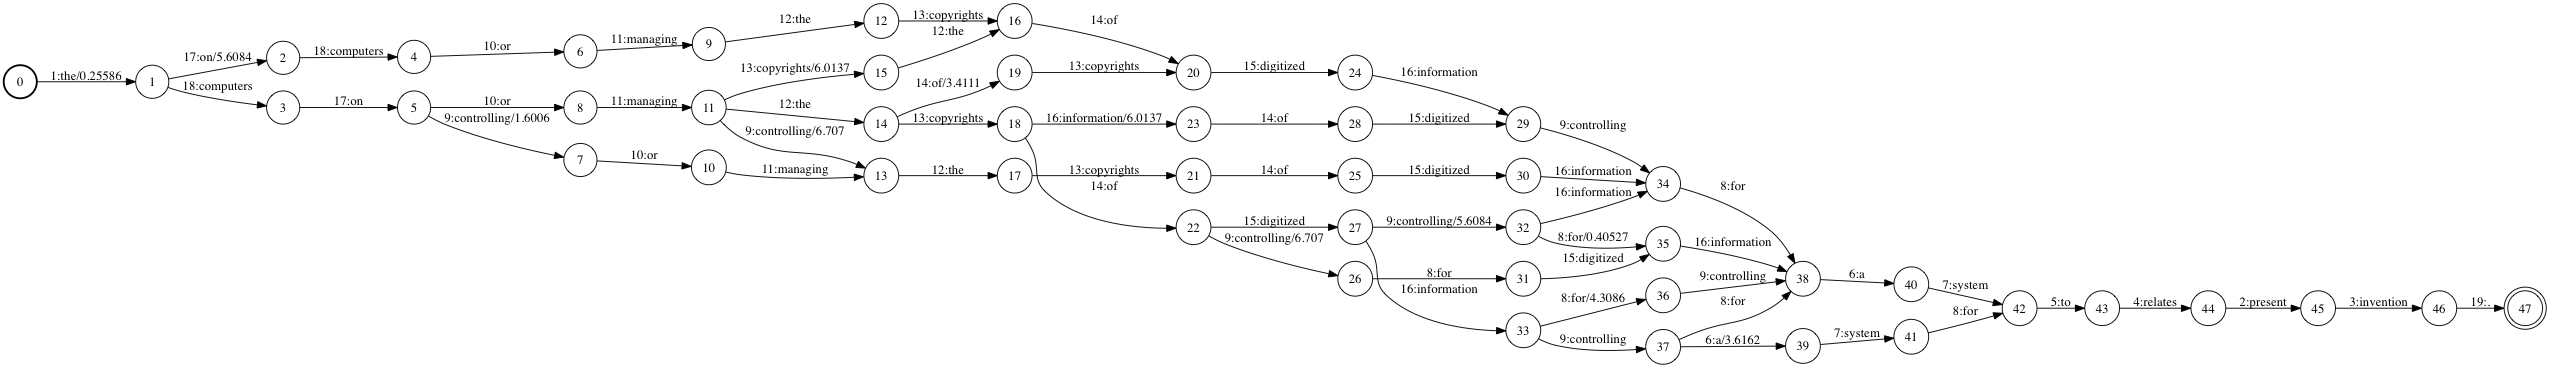 12:the
12
13:copyrights
16
14:of
17:on/5.6084
2
18:computers
4
10:or
6
11:managing
9
12:the
0
1:the/0.25586
1
13:copyrights/6.0137
15
14:of/3.4111
19
13:copyrights
20
15:digitized
24
16:information
18:computers
3
17:on
5
10:or
8
11:managing
11
12:the
14
13:copyrights
18
16:information/6.0137
23
14:of
28
15:digitized
29
9:controlling
9:controlling/1.6006
9:controlling/6.707
7
10:or
10
11:managing
13
12:the
17
13:copyrights
21
14:of
25
15:digitized
30
16:information
34
8:for
14:of
16:information
22
15:digitized
27
9:controlling/5.6084
32
9:controlling/6.707
8:for/0.40527
35
16:information
15:digitized
26
8:for
31
16:information
9:controlling
38
6:a
40
7:system
8:for/4.3086
36
8:for
33
9:controlling
37
6:a/3.6162
39
7:system
41
8:for
42
5:to
43
4:relates
44
2:present
45
3:invention
46
19:.
47